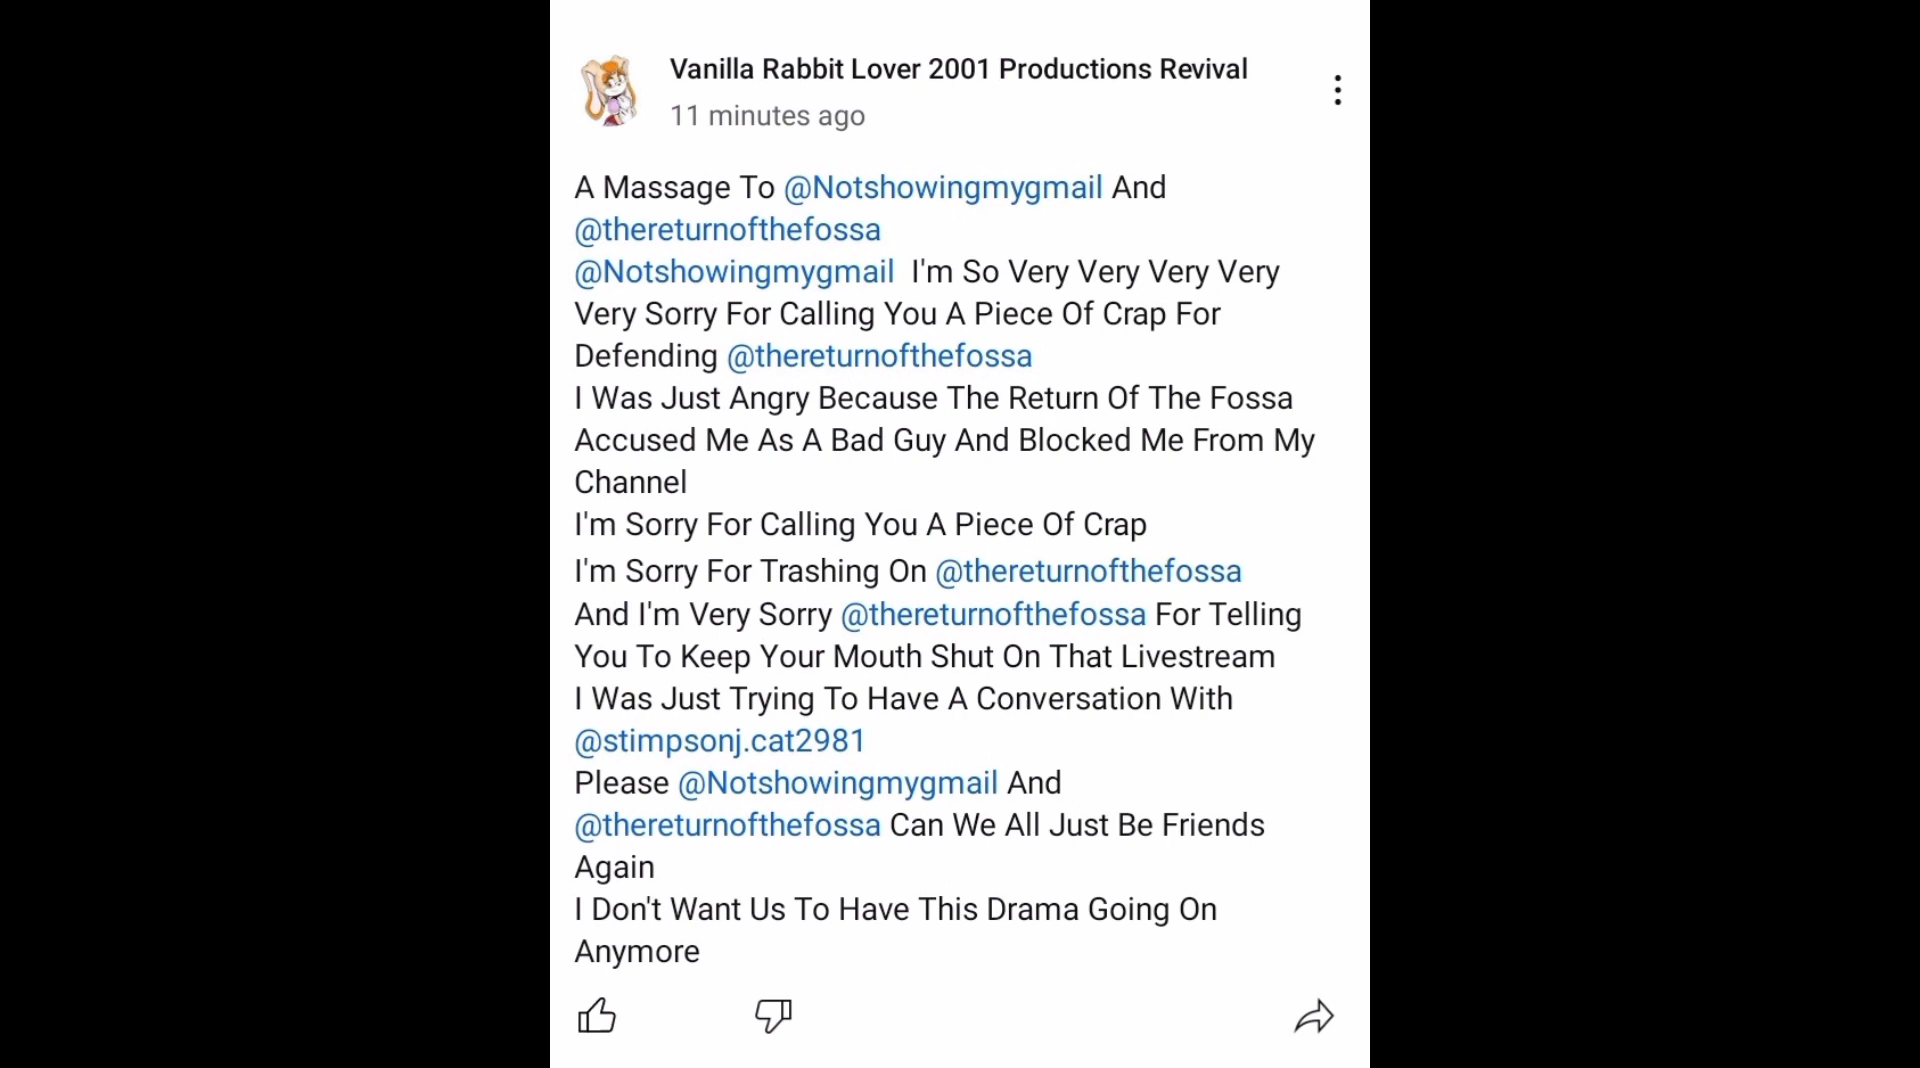 Vanilla Rabbit Lover 2001 Productions Revival
11 minutes ago
A Massage To @Notshowingmygmail And
@thereturnofthefossa
@Notshowingmygmail I'm So Very Very Very Very
Very Sorry For Calling You A Piece Of Crap For
Defending @thereturnofthefossa
I Was Just Angry Because The Return Of The Fossa
Accused Me As A Bad Guy And Blocked Me From My
Channel
I'm Sorry For Calling You A Piece Of Crap
I'm Sorry For Trashing On @thereturnofthefossa
And I'm Very Sorry @thereturnofthefossa For Telling
You To Keep Your Mouth Shut On That Livestream
I Was Just Trying To Have A Conversation With
@stimpsonj.cat2981
Please @Notshowingmygmail And
@thereturnofthefossa Can We All Just Be Friends
Again
I Don't Want Us To Have This Drama Going On
Anymore